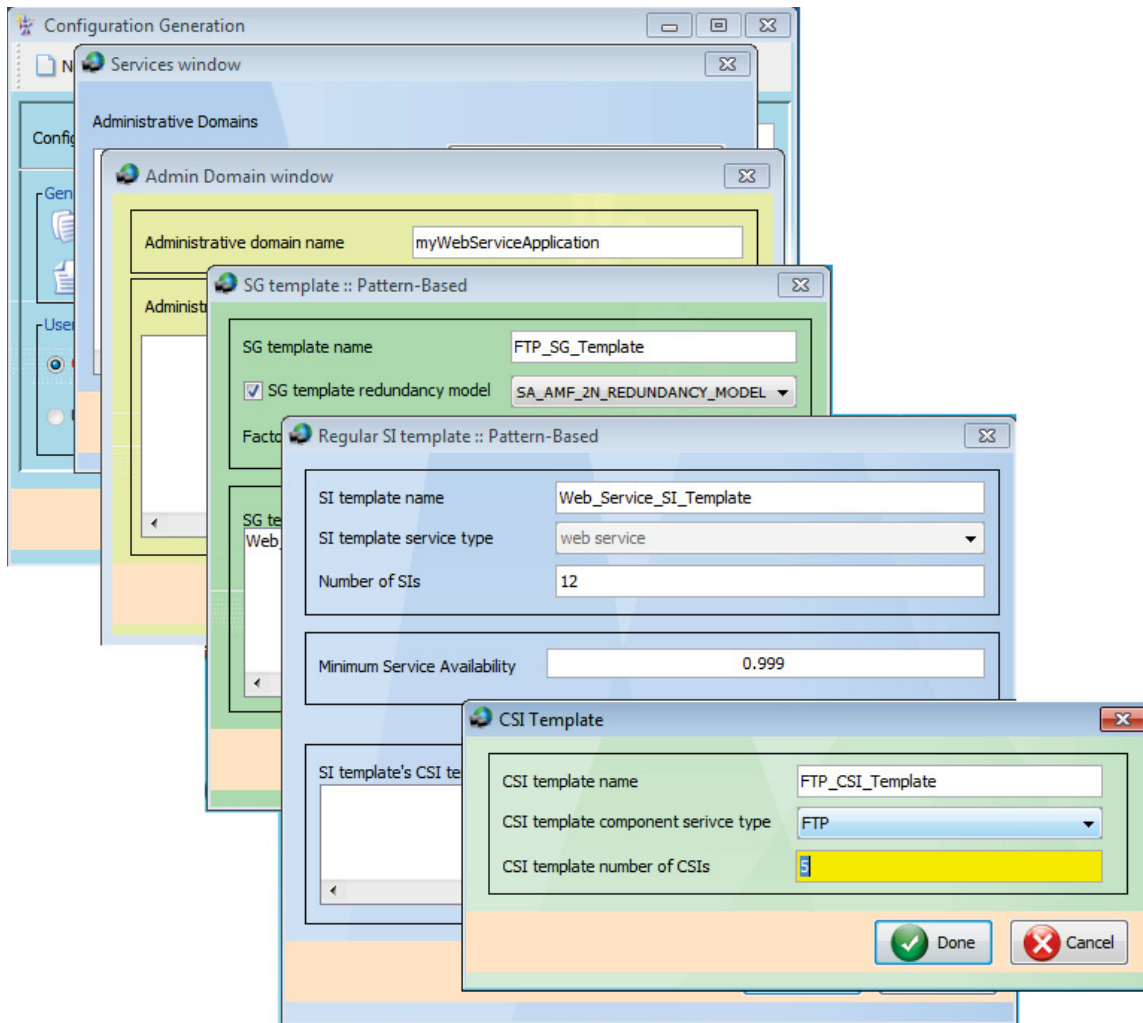 Configuration Generation
N
Services window
Administrative Domains
Config
Admin Domain window
Gen
Administrative domain name myWebServiceApplication
SG template :: Pattern-Based
Administ
User
SG template name FTP_SG_Template
SG template redundancy model SA_AMF_2N_REDUNDANCY_MODEL
Facto
Regular SI template :: Pattern-Based
SI template name Web_Service_SI_Template
SG te
SI template service type web service
Web_
Number of SIs 12
Minimum Service Availability 0.999
CSI Template
SI template's CSI te
CSI template name FTP_CSI_Template
CSI template component serivce type FTP
CSI template number of CSIs 5
Done Cancel